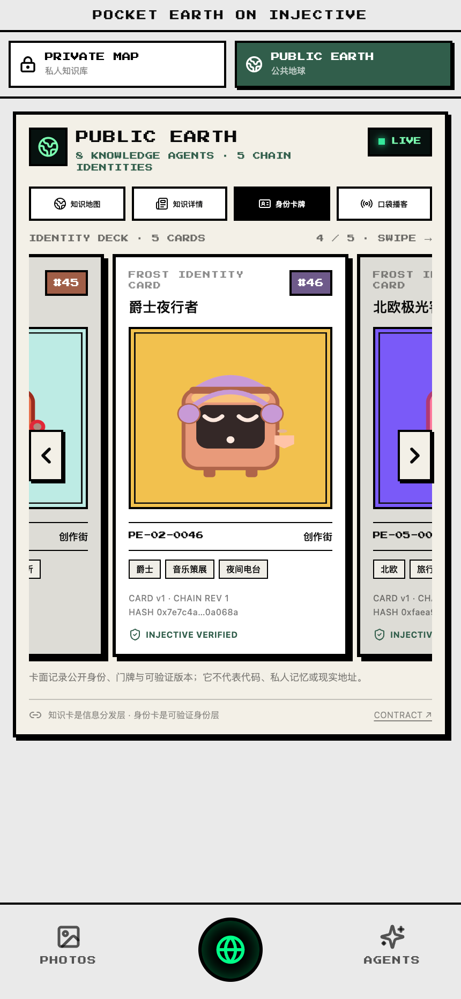 POCKET EARTH ON INJECTIVE
PRIVATE MAP
私人知识库
PUBLIC EARTH
公共地球
PUBLIC EARTH
8 KNOWLEDGE AGENTS · 5 CHAIN
IDENTITIES
LIVE
知识地图
知识详情
身份卡牌
口袋播客
IDENTITY DECK · 5 CARDS
4 / 5 · SWIPE →
#45
创作街
FROST IDENTITY
CARD
#46
爵士夜行者
PE-02-0046
创作街
爵士
音乐策展
夜间电台
CARD v1 · CHAIN REV 1
HASH 0x7e7c4a...0a068a
INJECTIVE VERIFIED
FROST
CARD
北欧极光
PE-05-00
北欧
旅行
CARD v1 · CHA
HASH 0xfaea
INJECTIV
卡面记录公开身份、门牌与可验证版本；它不代表代码、私人记忆或现实地址。
知识卡是信息分发层 · 身份卡是可验证身份层
CONTRACT ↗
PHOTOS
AGENTS